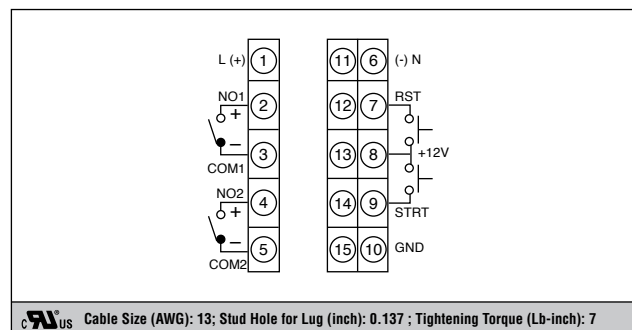 L (+) 1 11 6 (-) N
NO1 2 12 7 RST
+
–
3 13 8 +12V
COM1
NO2 4 14 9
+
STRT
–
5 15 10 GND
COM2
c RU US Cable Size (AWG): 13; Stud Hole for Lug (inch): 0.137 ; Tightening Torque (Lb-inch): 7